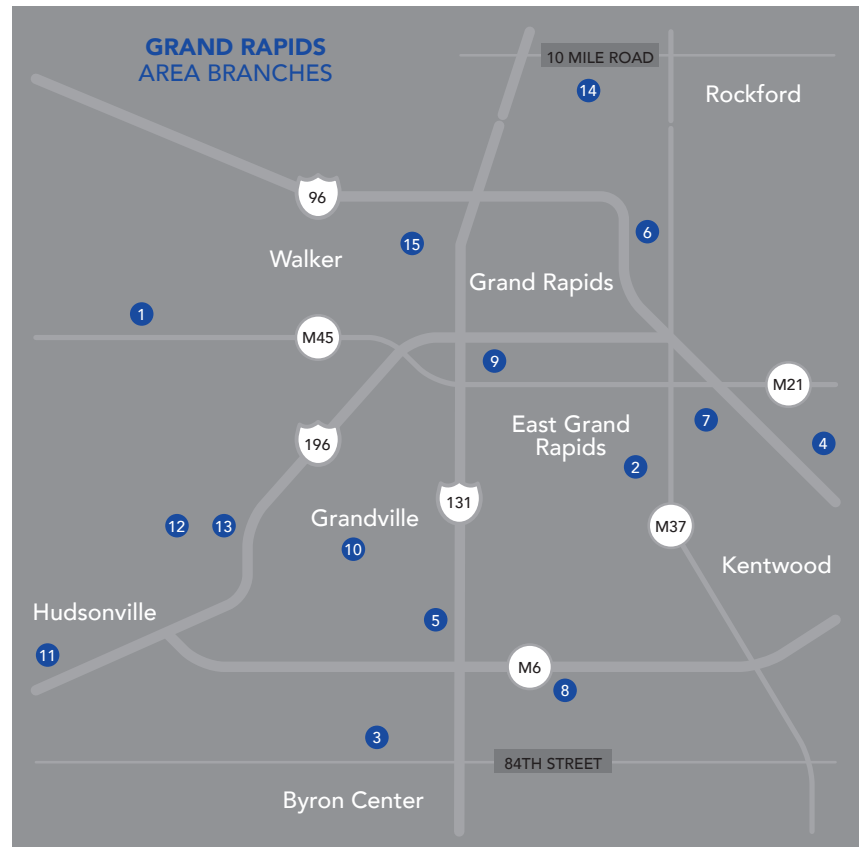 GRAND RAPIDS
AREA BRANCHES
10 MILE ROAD
14
Rockford
96
6
15
Walker
Grand Rapids
1
M45
9
M21
7
East Grand
Rapids
4
196
2
131
12
13
Grandville
M37
10
Kentwood
Hudsonville
5
11
M6
8
3
84TH STREET
Byron Center